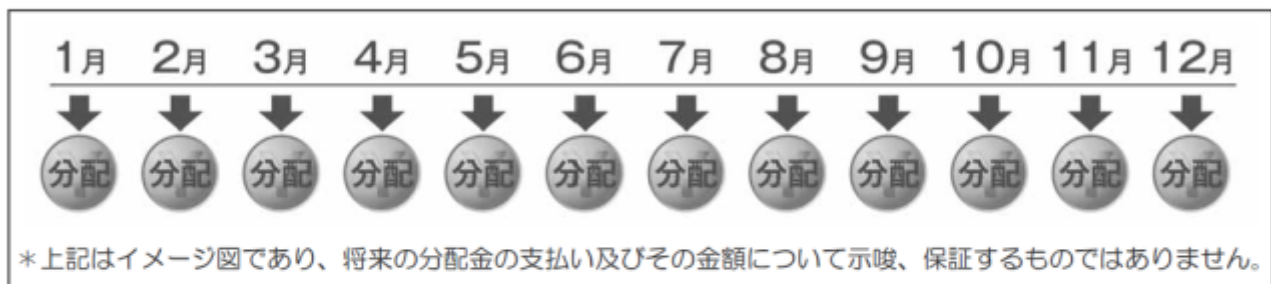 1月 2月 3月 4月 5月 6月 7月 8月 9月 10月 11月 12月
分配 分配 分配 分配 分配 分配 分配 分配 分配 分配 分配 分配
＊上記はイメージ図であり、将来の分配金の支払い及びその金額について示唆、保証するものではありません。